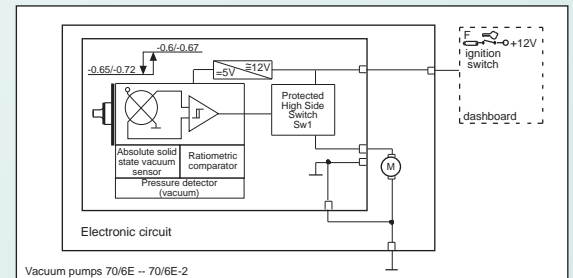 -0.6/-0.67
-0.65/-0.72
=5V
≅12V
F
+12V
ignition
switch
dashboard
Protected
High Side
Switch
Sw1
Absolute solid
state vacuum
sensor
Ratiometric
comparator
Pressure detector
(vacuum)
M
Electronic circuit
Vacuum pumps 70/6E -- 70/6E-2